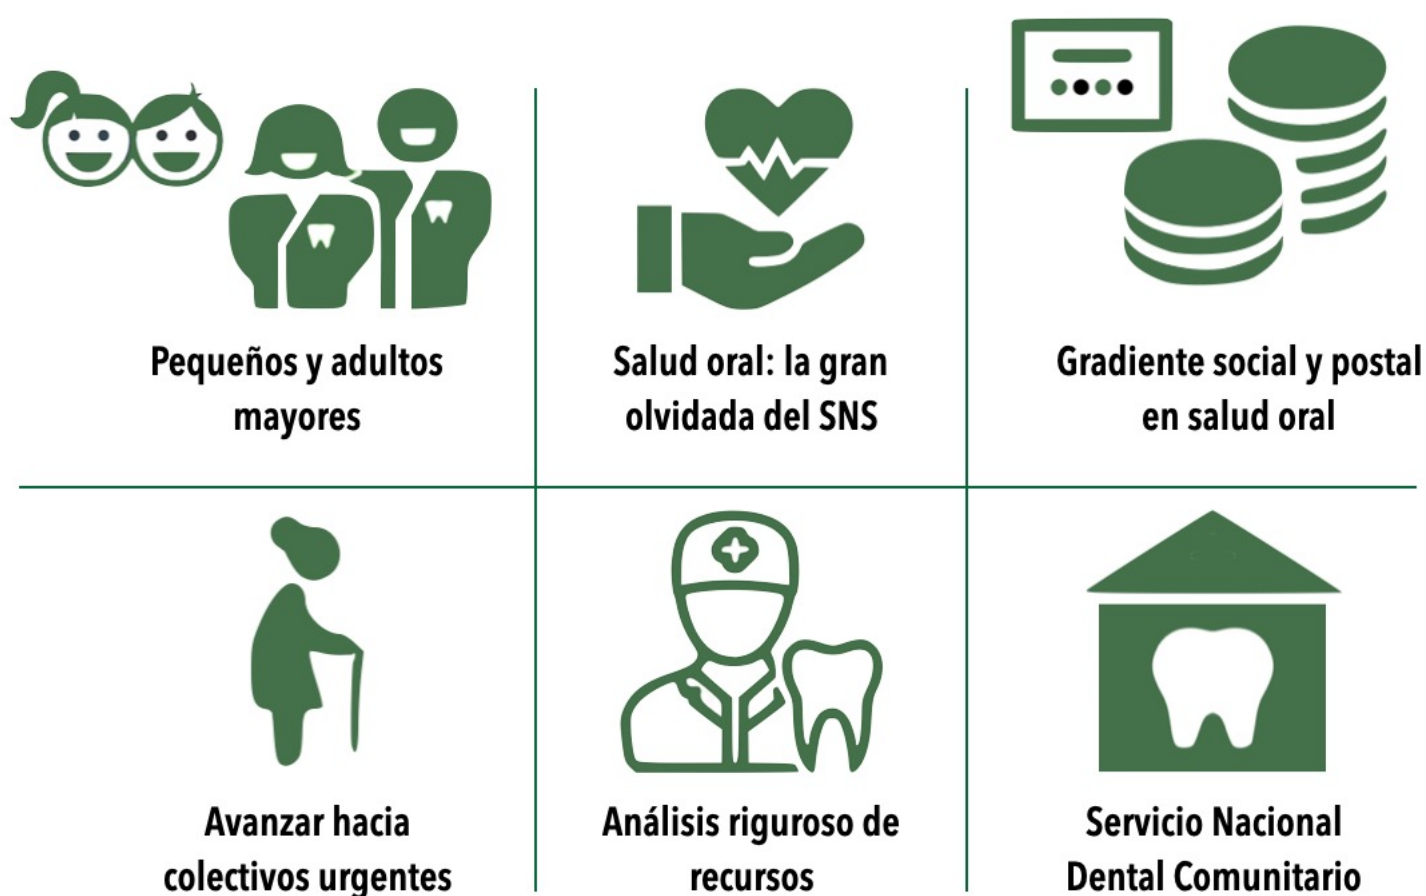 Pequeños y adultos
mayores
Salud oral: la gran
olvidada del SNS
Gradiente social y postal
en salud oral
Avanzar hacia
colectivos urgentes
Análisis riguroso de
recursos
Servicio Nacional
Dental Comunitario